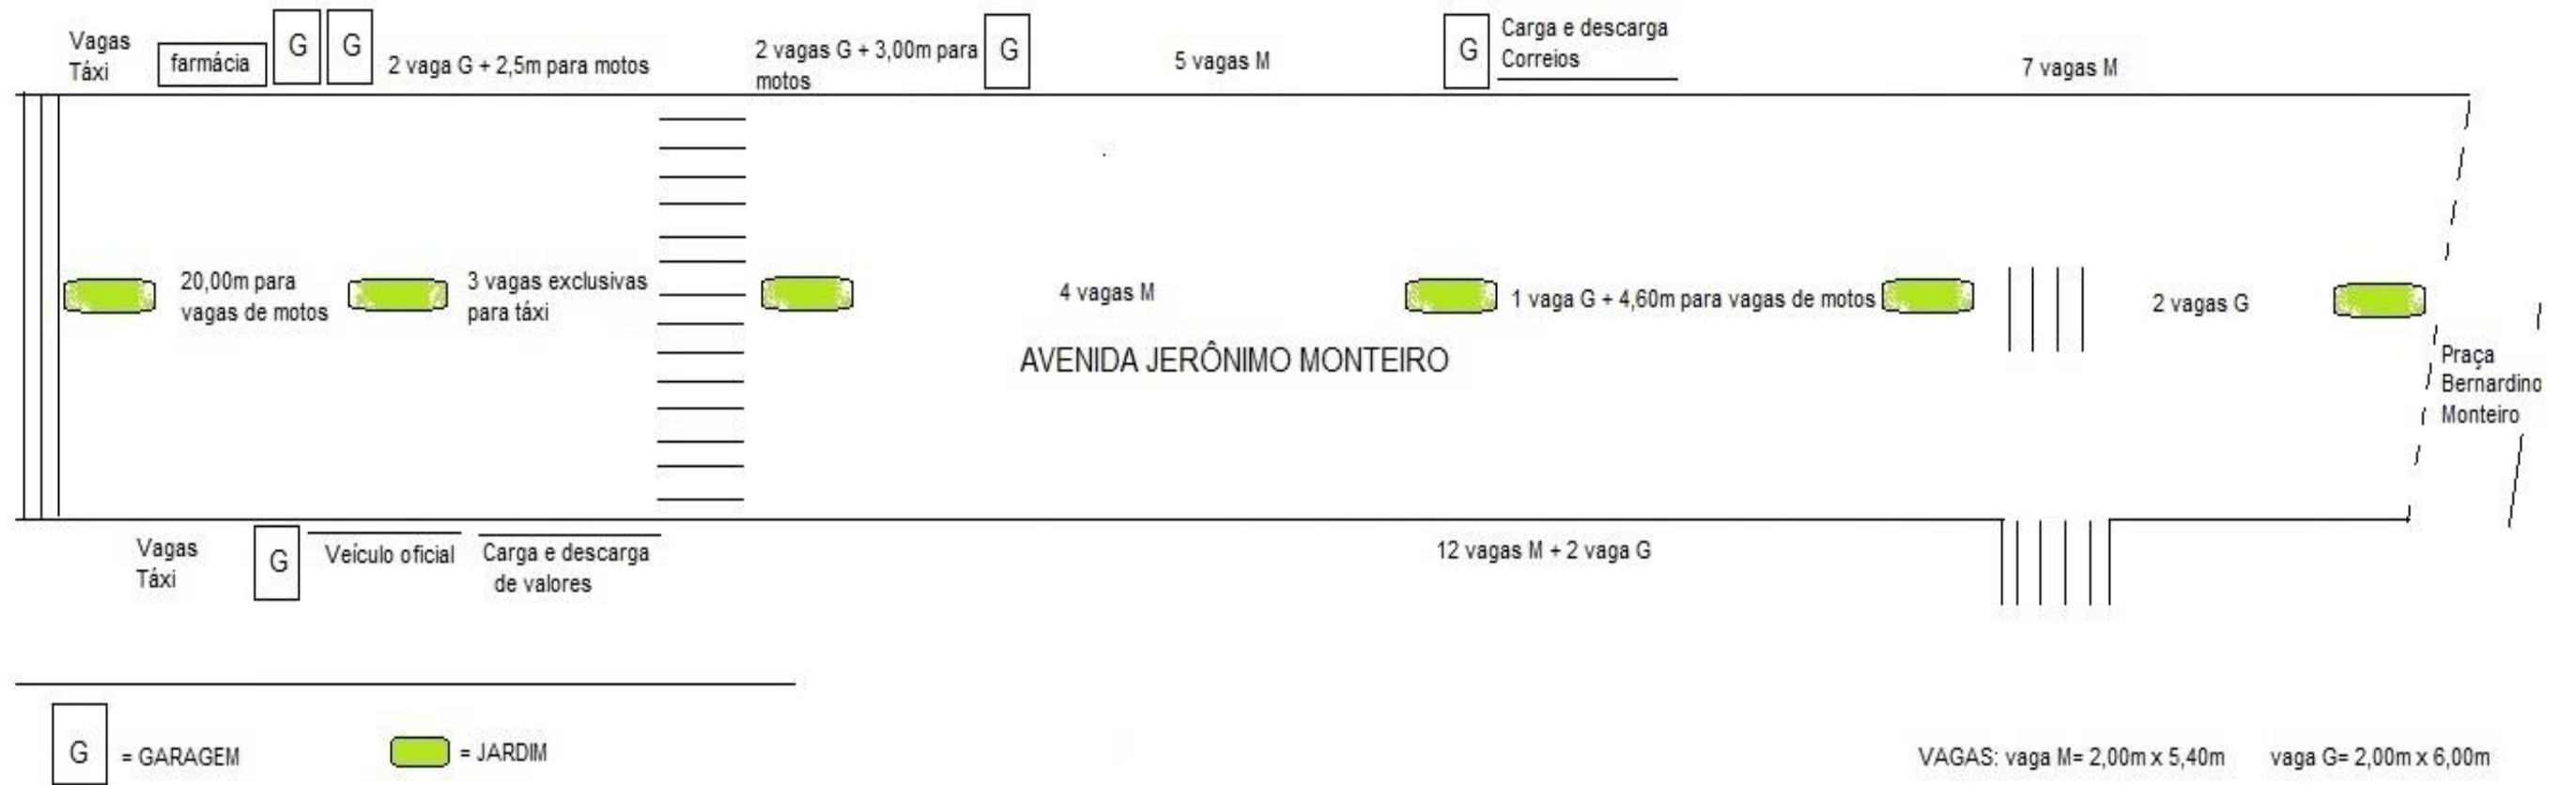 Vagas
Táxi
farmácia
G
G
2 vaga G + 2,5m para motos
2 vagas G + 3,00m para
motos
G
5 vagas M
G
Carga e descarga
Correios
7 vagas M
20,00m para
vagas de motos
3 vagas exclusivas
para táxi
4 vagas M
1 vaga G + 4,60m para vagas de motos
2 vagas G
AVENIDA JERÔNIMO MONTEIRO
Praça
Bernardino
Monteiro
Vagas
Táxi
G
Veículo oficial
Carga e descarga
de valores
12 vagas M + 2 vaga G
G
= GARAGEM
= JARDIM
VAGAS: vaga M= 2,00m x 5,40m
vaga G= 2,00m x 6,00m